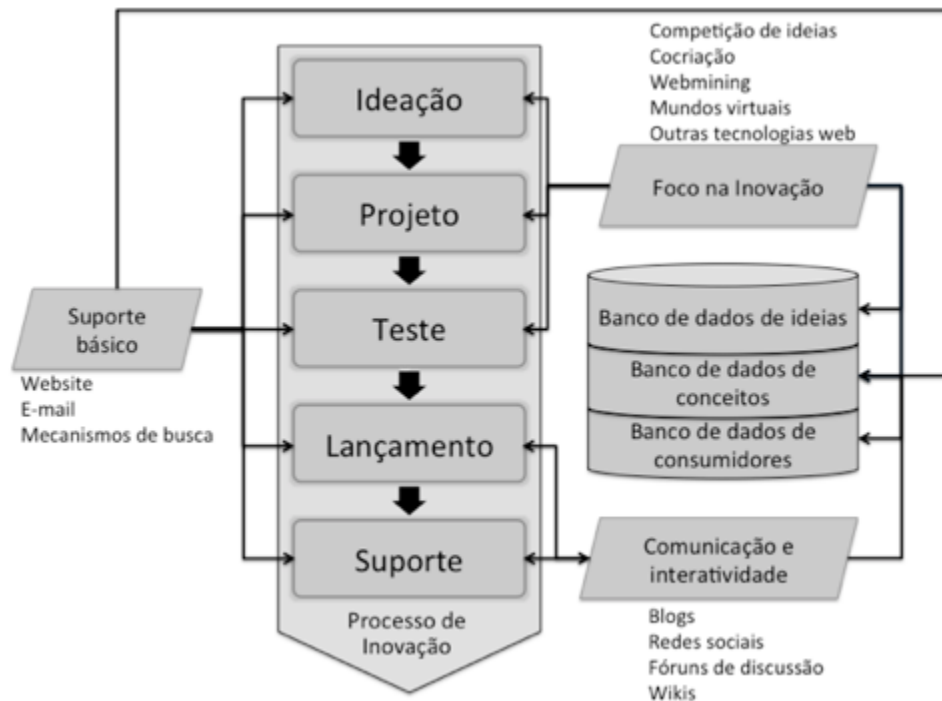 Competição de ideias
Cocriação
Webmining
Mundos virtuais
Outras tecnologias web
Ideação
Foco na Inovação
Projeto
Suporte
básico
Website
E-mail
Mecanismos de busca
Teste
Banco de dados de ideias
Banco de dados de
conceitos
Banco de dados de
consumidores
Lançamento
Suporte
Comunicação e
interatividade
Processo de
Inovação
Blogs
Redes sociais
Fóruns de discussão
Wikis